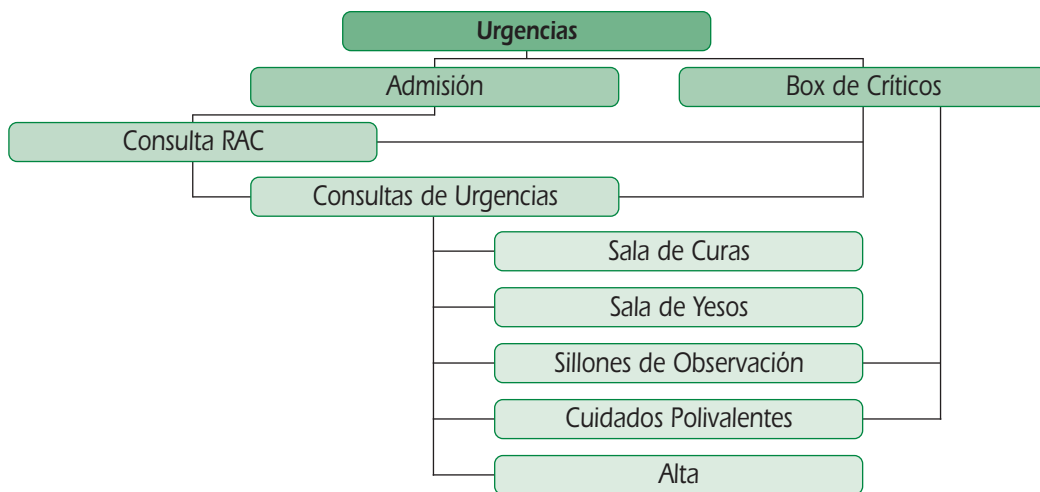 Urgencias
Admisión
Box de Críticos
Consulta RAC
Consultas de Urgencias
Sala de Curas
Sala de Yesos
Sillones de Observación
Cuidados Polivalentes
Alta